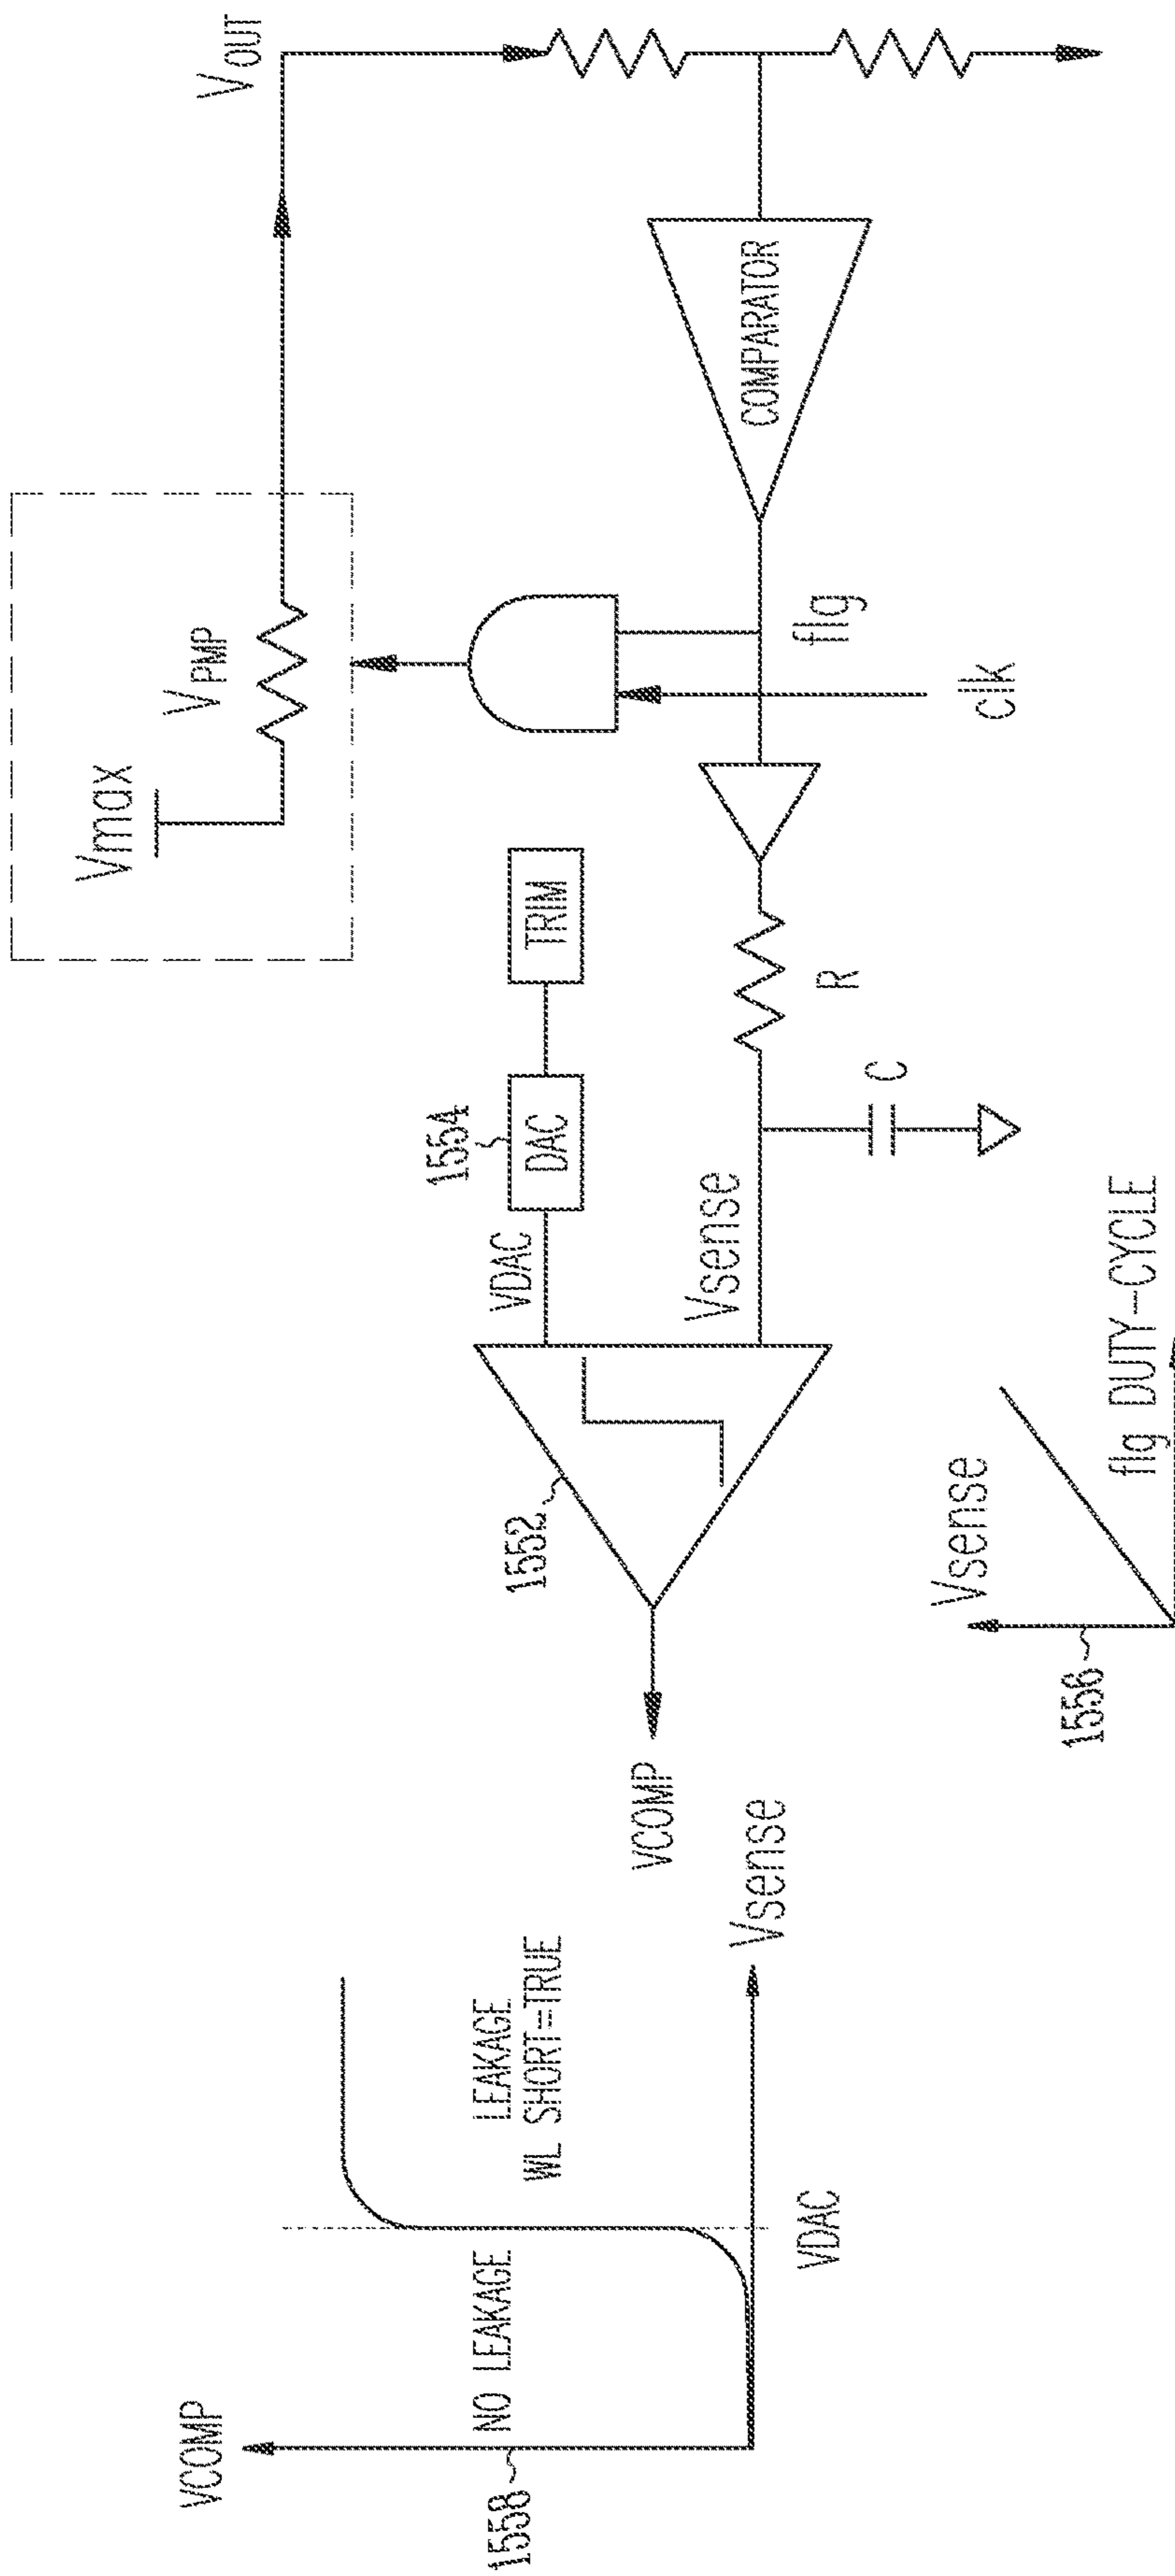 VCOMP
1558
NO LEAKAGE
LEAKAGE
WL SHORT=TRUE
VDAC
Vsense
VCOMP
1552
VDAC
1554
DAC
TRIM
Vsense
C
R
Vmax
VPMP
VOUT
clk
flg
COMPARATOR
Vsense
1556
flg DUTY-CYCLE